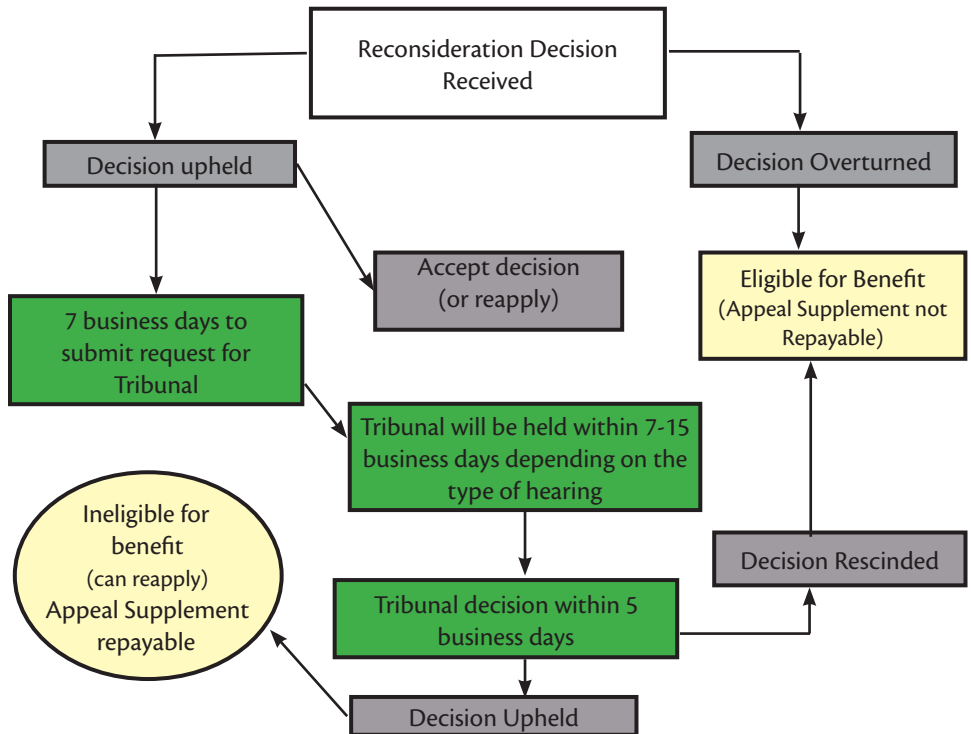 Reconsideration Decision
Received
Decision upheld
Decision Overturned
Accept decision
(or reapply)
Eligible for Benefit
(Appeal Supplement not
Repayable)
7 business days to
submit request for
Tribunal
Tribunal will be held within 7-15
business days depending on the
type of hearing
Ineligible for
benefit
(can reapply)
Appeal Supplement
repayable
Decision Rescinded
Tribunal decision within 5
business days
Decision Upheld